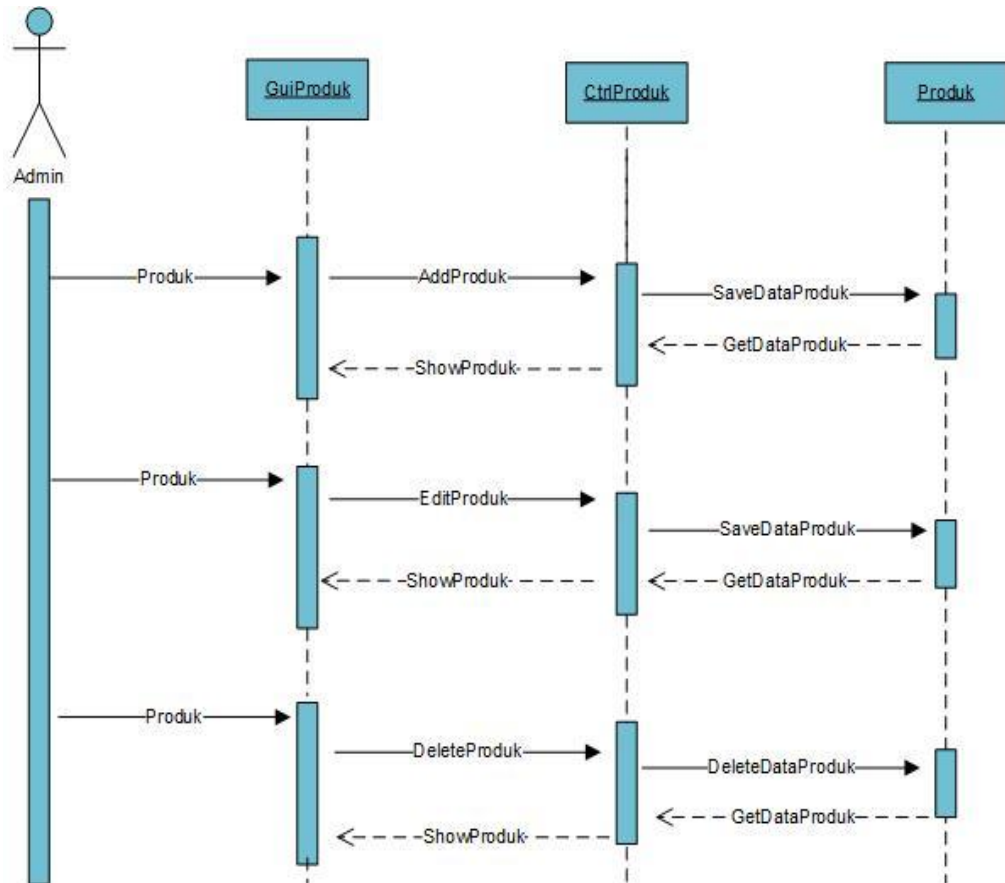 GuiProduk
CtrlProduk
Produk
Admin
Produk
AddProduk
SaveDataProduk
GetDataProduk
ShowProduk
Produk
EditProduk
SaveDataProduk
ShowProduk
GetDataProduk
Produk
DeleteProduk
DeleteDataProduk
GetDataProduk
ShowProduk